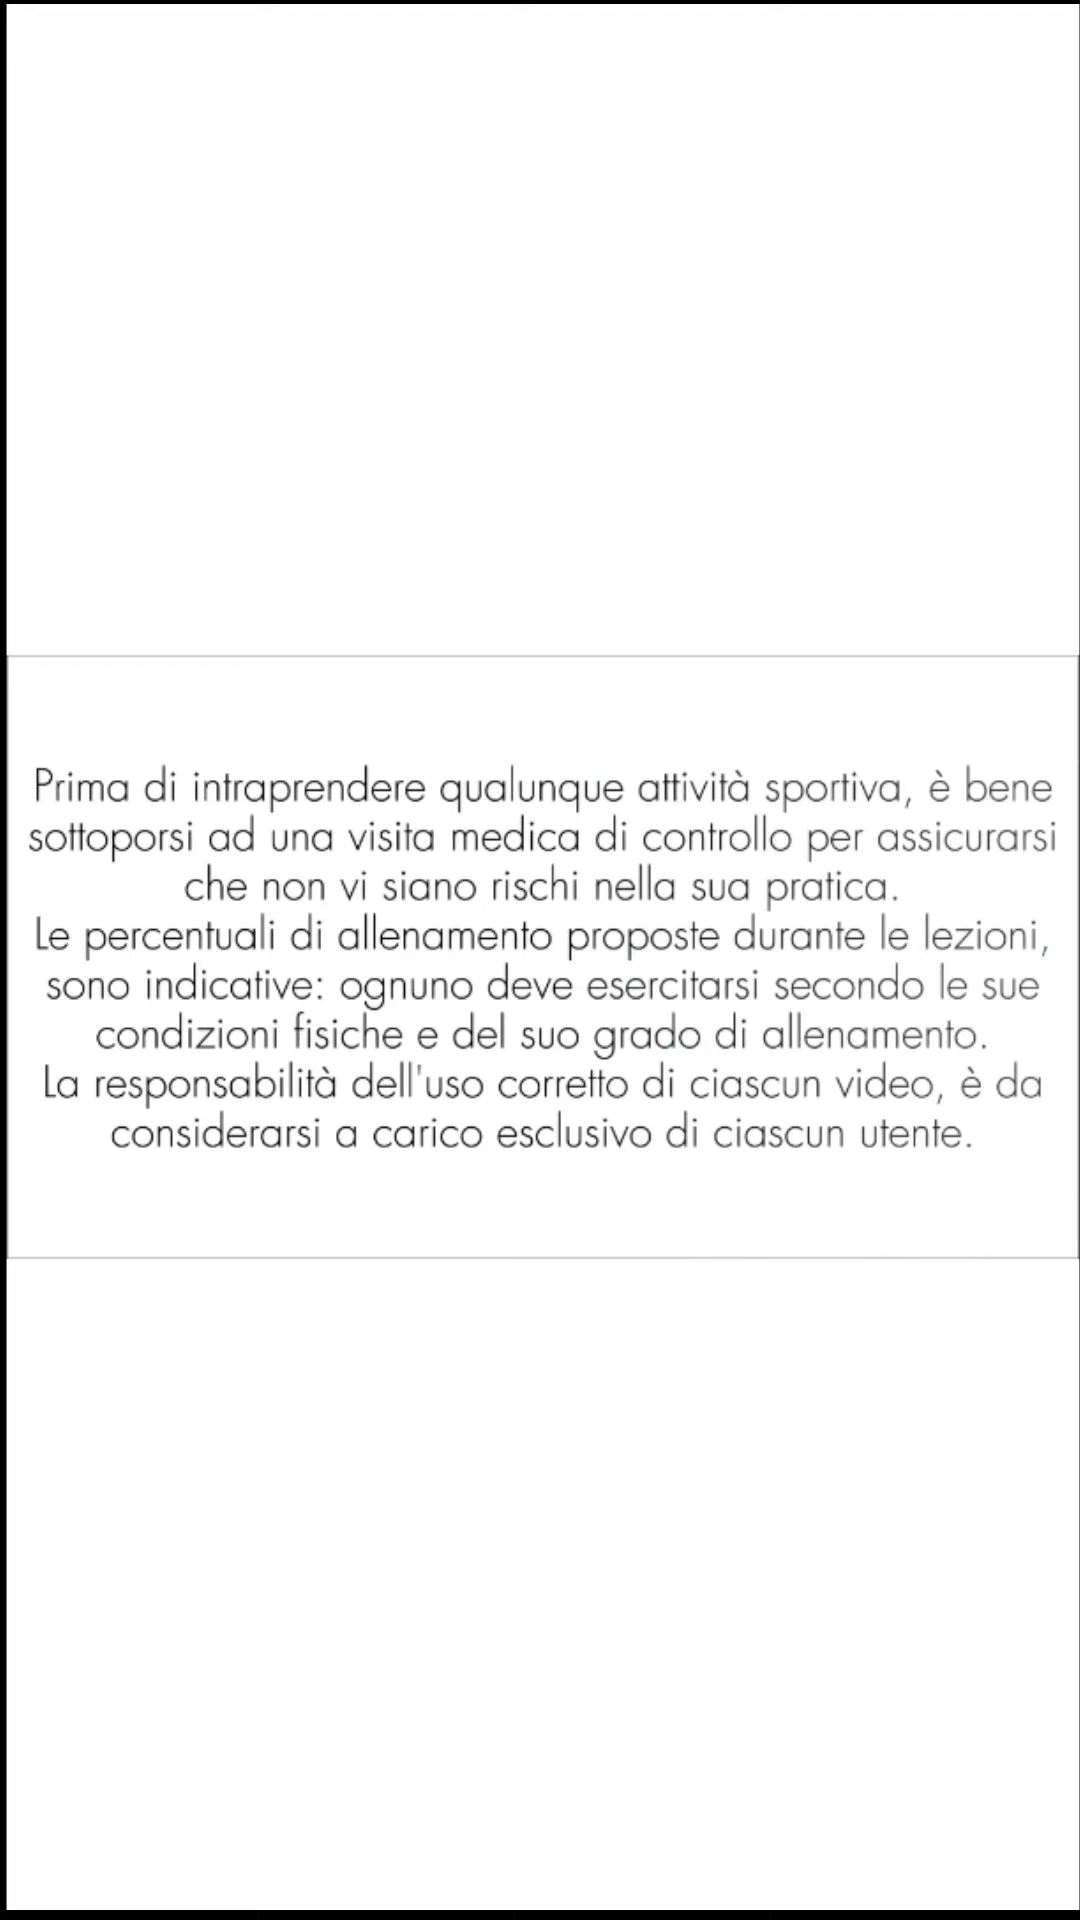 Prima di intraprendere qualunque attività sportiva, è bene
sottoporsi ad una visita medica di controllo per assicurarsi
che non vi siano rischi nella sua pratica.
Le percentuali di allenamento proposte durante le lezioni,
sono indicative: ognuno deve esercitarsi secondo le sue
condizioni fisiche e del suo grado di allenamento.
La responsabilità dell'uso corretto di ciascun video, è da
considerarsi a carico esclusivo di ciascun utente.